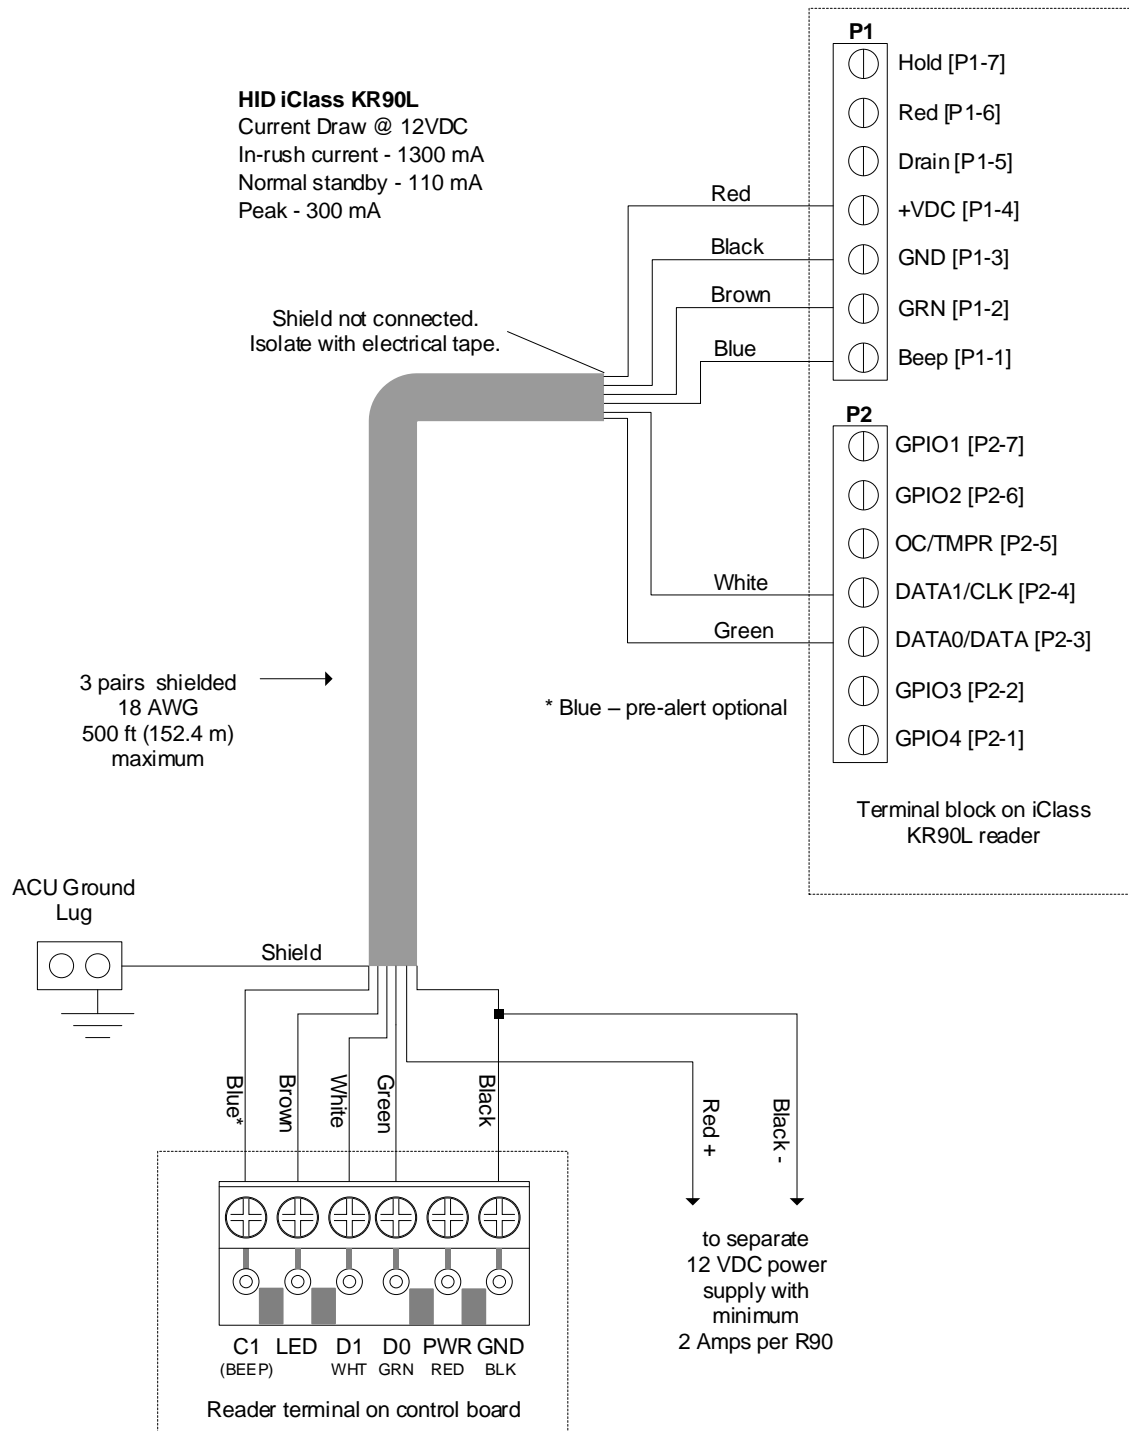 P1
Hold [P1-7]
Red [P1-6]
Drain [P1-5]
+VDC [P1-4]
GND [P1-3]
GRN [P1-2]
Beep [P1-1]
HID iClass KR90L
Current Draw @ 12VDC
In-rush current - 1300 mA
Normal standby - 110 mA
Peak - 300 mA
Red
Black
Brown
Blue
Shield not connected.
Isolate with electrical tape.
P2
GPIO1 [P2-7]
GPIO2 [P2-6]
OC/TMPR [P2-5]
DATA1/CLK [P2-4]
DATA0/DATA [P2-3]
GPIO3 [P2-2]
GPIO4 [P2-1]
White
Green
* Blue – pre-alert optional
3 pairs shielded
18 AWG
500 ft (152.4 m)
maximum
Terminal block on iClass
KR90L reader
ACU Ground
Lug
Shield
Blue*
Brown
White
Green
Black
Red +
Black -
to separate
12 VDC power
supply with
minimum
2 Amps per R90
C1 LED D1 D0 PWR GND
(BEEP) WHT GRN RED BLK
Reader terminal on control board